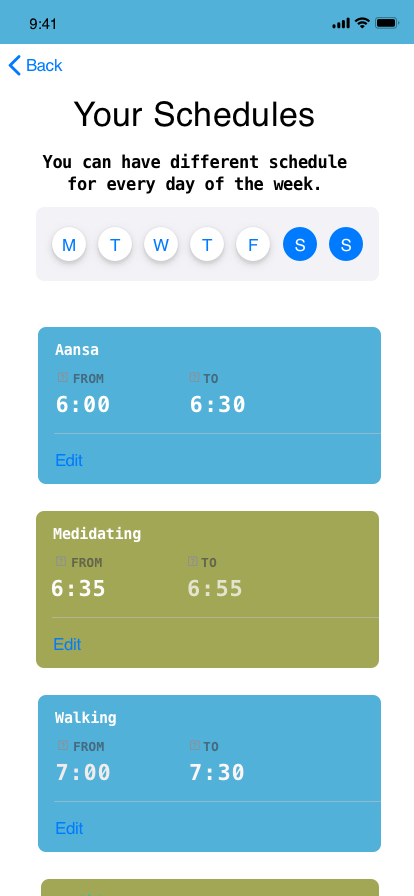 9:41
Back
Your Schedules
You can have different schedule
for every day of the week.
M T W T F S S
Aansa
FROM TO
6:00 6:30
Edit
Medidating
FROM TO
6:35 6:55
Edit
Walking
FROM TO
7:00 7:30
Edit